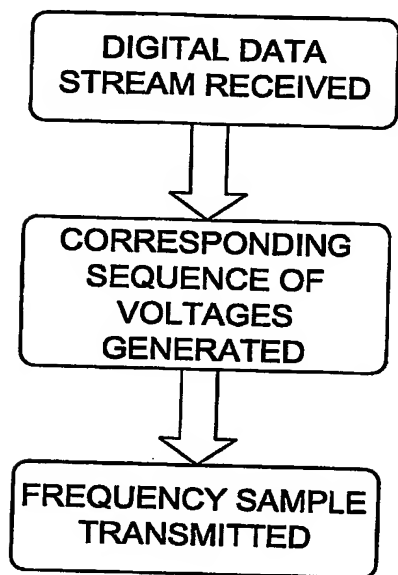 DIGITAL DATA
STREAM RECEIVED
CORRESPONDING
SEQUENCE OF
VOLTAGES
GENERATED
FREQUENCY SAMPLE
TRANSMITTED